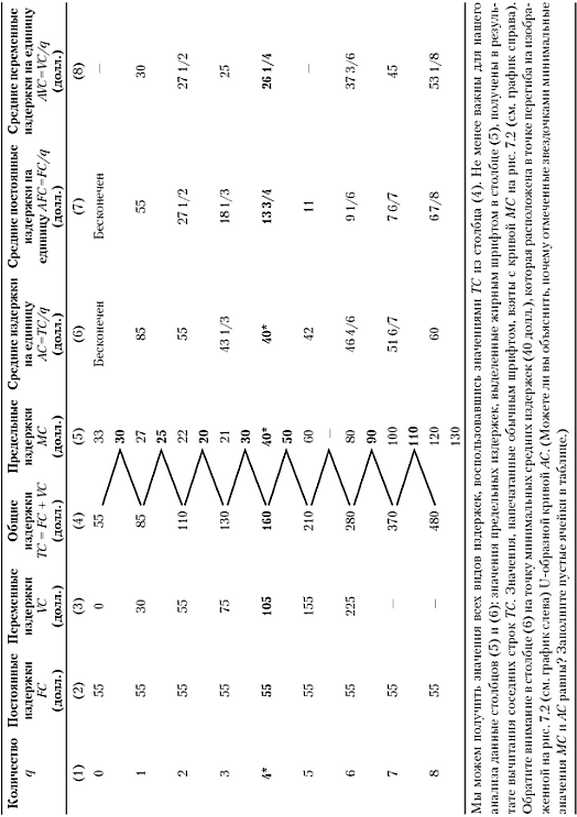 Количество Постоянные Переменные Общие Предельные Средние издержки Средние постоянные Средние переменные
q издержки издержки издержки издержки на единицу издержки на издержки на единицу
FC VC TC = FC + VC MC AC=TC/q единицу AFC=FC/q AVC=VC/q
(долл.) (долл.) (долл.) (долл.) (долл.) (долл.) (долл.)
(1) (2) (3) (4) (5) (6) (7) (8)
0 55 0 55 33 Бесконечен Бесконечен —
30
1 55 30 85 27 85 55 30
25
2 55 55 110 22 55 27 1/2 27 1/2
20
3 55 75 130 21 43 1/3 18 1/3 25
30
4* 55 105 160 40* 40* 13 3/4 26 1/4
50
5 55 155 210 60 42 11 —
—
6 55 225 280 80 46 4/6 9 1/6 37 3/6
90
7 55 — 370 100 51 6/7 7 6/7 45
110
8 55 — 480 120 60 6 7/8 53 1/8
130
Мы можем получить значения всех видов издержек, воспользовавшись значениями TC из столбца (4). Не менее важны для нашего
анализа данные столбцов (5) и (6); значения предельных издержек, выделенные жирным шрифтом в столбце (5), получены в резуль-
тате вычитания соседних строк TC. Значения, напечатанные обычным шрифтом, взяты с кривой MC на рис. 7.2 (см. график справа).
Обратите внимание в столбце (6) на точку минимальных средних издержек (40 долл.), которая расположена в точке перегиба на изобра-
женной на рис. 7.2 (см. график слева) U-образной кривой AC. (Можете ли вы объяснить, почему отмеченные звездочками минимальные
значения MC и AC равны? Заполните пустые ячейки в таблице.)